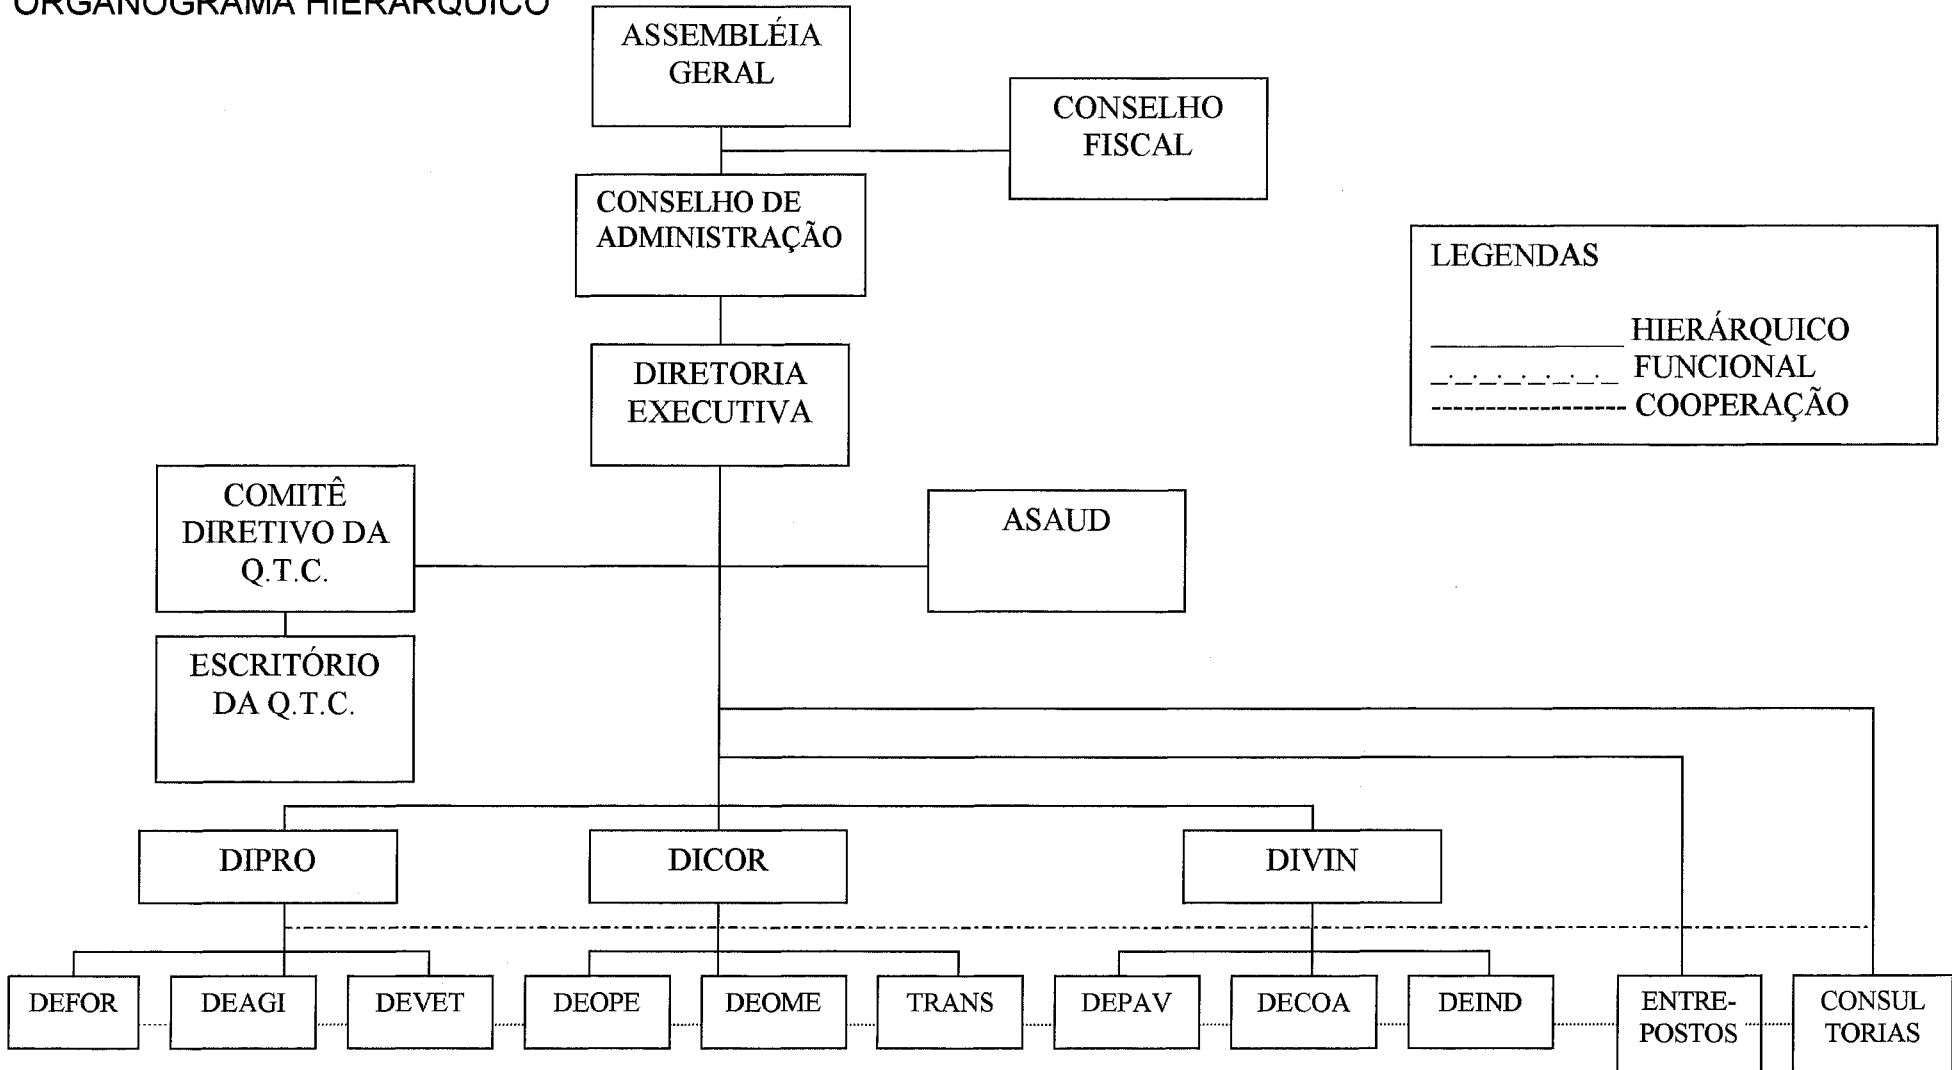 ORGANOGRAMA HIERÁRQUICO
ASSEMBLÉIA
GERAL
CONSELHO
FISCAL
CONSELHO DE
ADMINISTRAÇÃO
LEGENDAS
HIERÁRQUICO
FUNCIONAL
COOPERAÇÃO
DIRETORIA
EXECUTIVA
COMITÊ
DIRETIVO DA
Q.T.C.
ASAUD
ESCRITÓRIO
DA Q.T.C.
DIPRO
DICOR
DIVIN
DEFOR
DEAGI
DEVET
DEOPE
DEOME
TRANS
DEPAV
DECOA
DEIND
ENTRE-
POSTOS
CONSUL
TORIAS